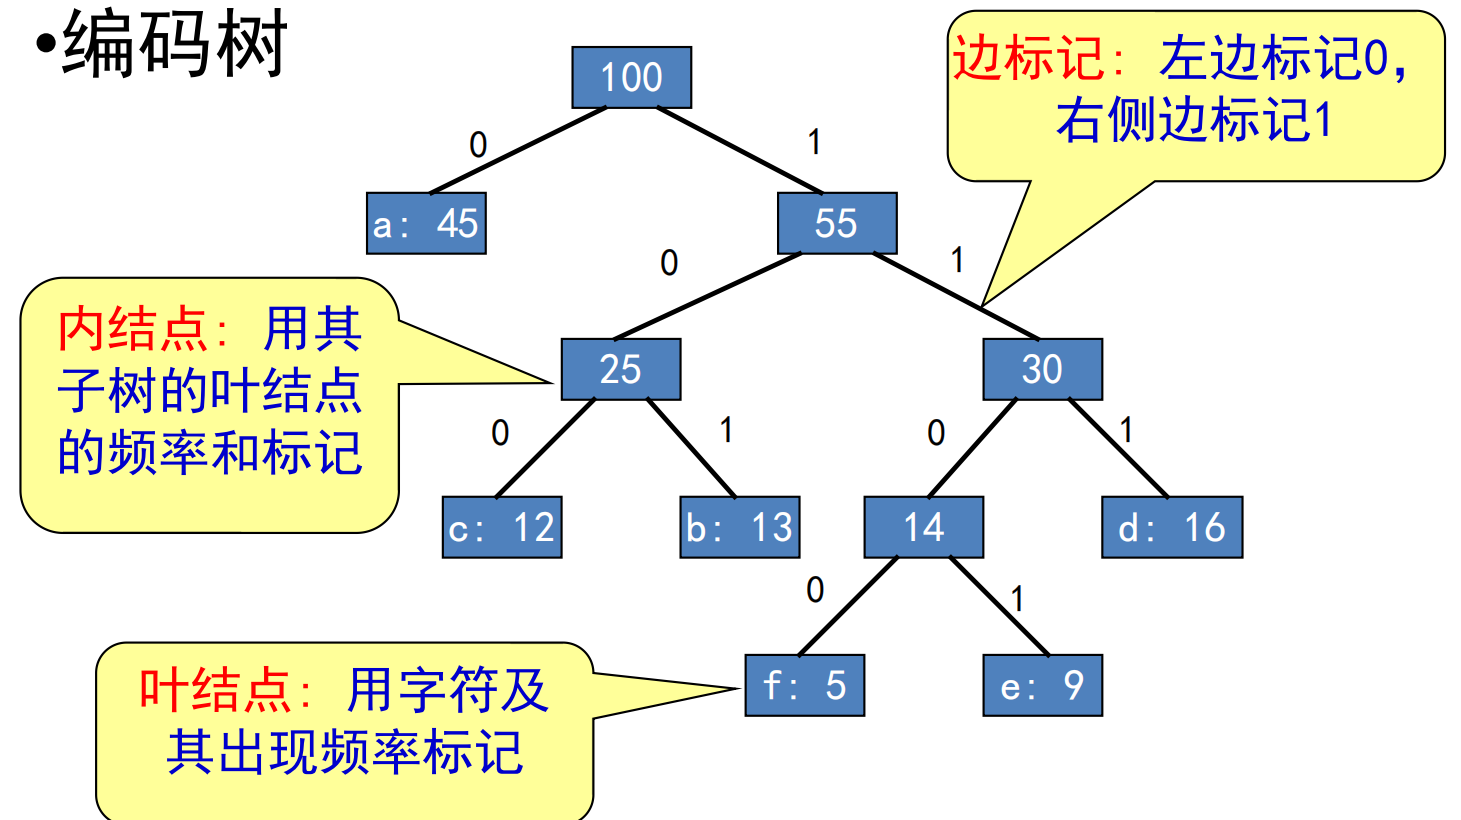 •编码树
100
边标记：左边标记0，
右侧边标记1
0
1
a: 45
55
0
1
内结点：用其
子树的叶结点
的频率和标记
25
30
0
1
0
1
c: 12
b: 13
14
d: 16
0
1
叶结点：用字符及
其出现频率标记
f: 5
e: 9